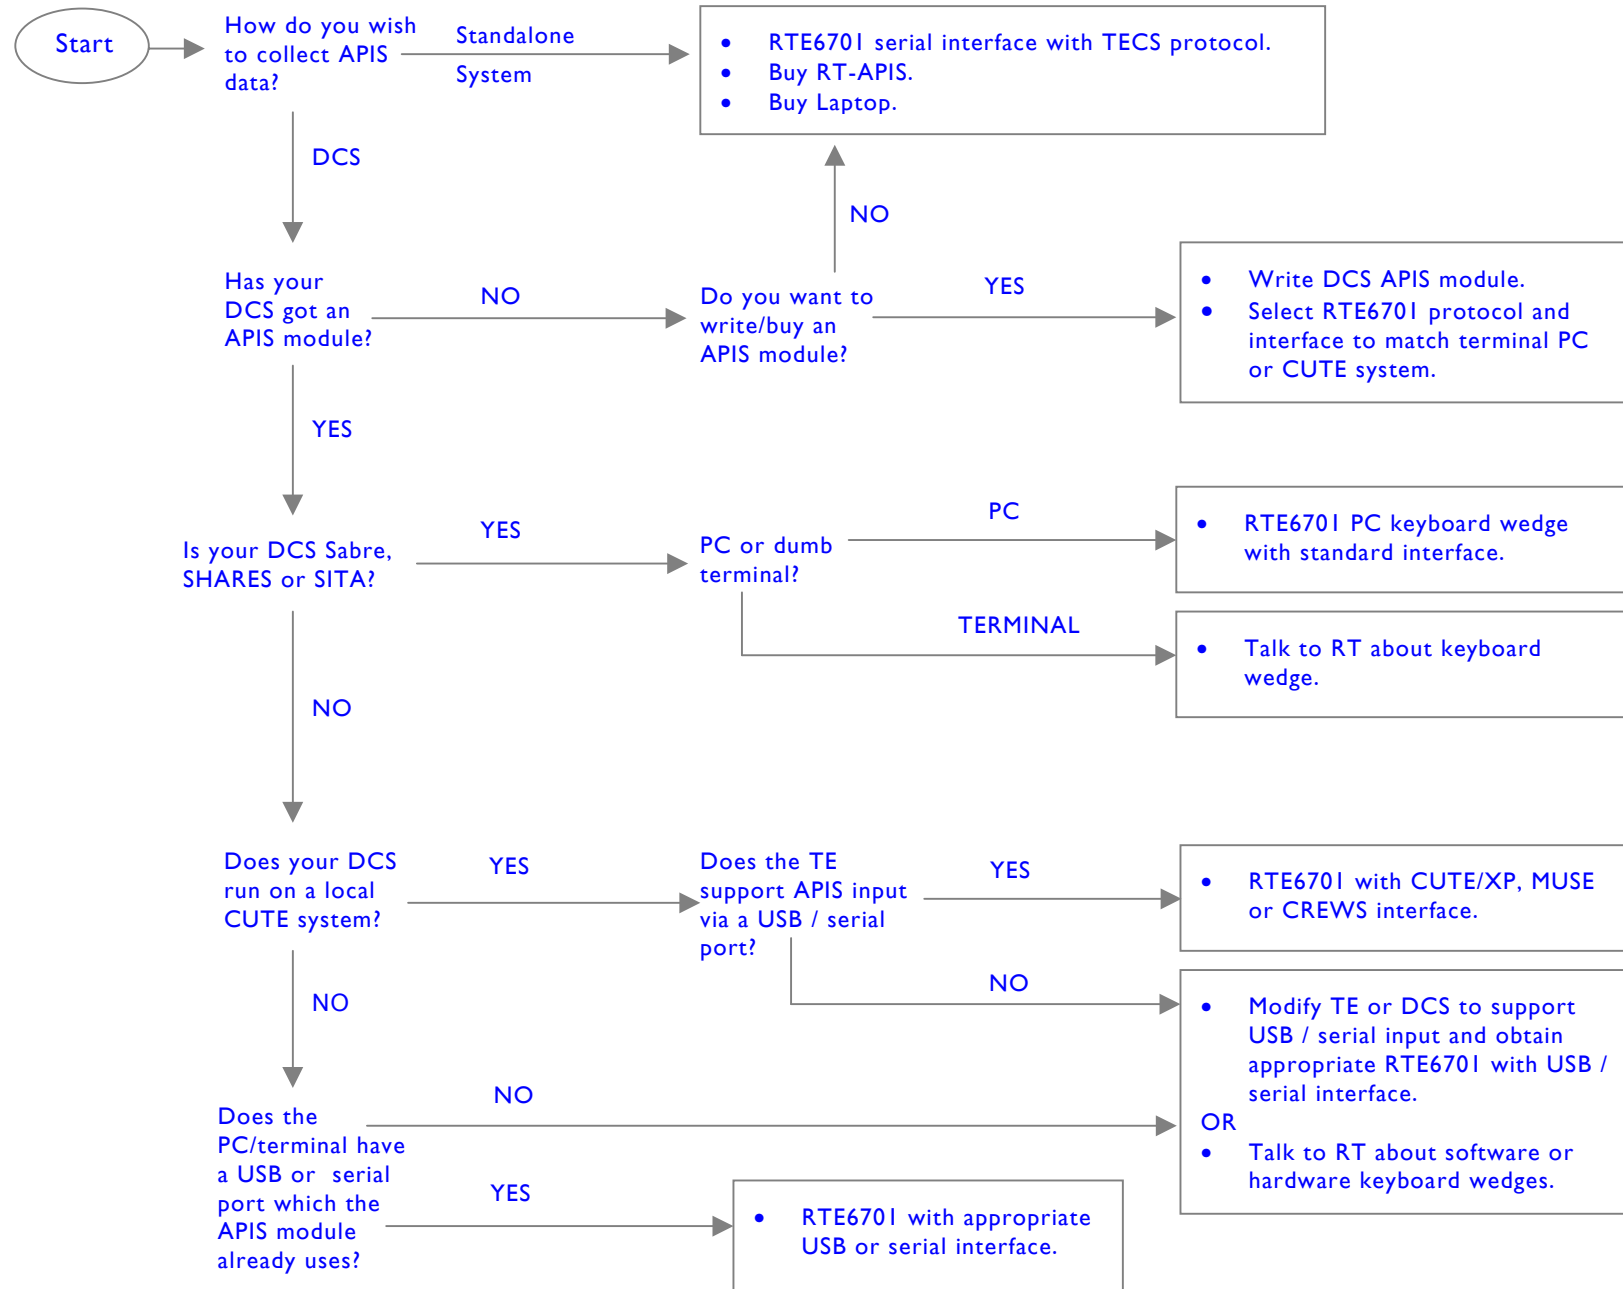 Start
How do you wish
to collect APIS
data?
Standalone
System
• RTE6701 serial interface with TECS protocol.
• Buy RT-APIS.
• Buy Laptop.
DCS
NO
Has your
DCS got an
APIS module?
NO
Do you want to
write/buy an
APIS module?
YES
• Write DCS APIS module.
• Select RTE6701 protocol and
interface to match terminal PC
or CUTE system.
YES
Is your DCS Sabre,
SHARES or SITA?
YES
PC or dumb
terminal?
PC
• RTE6701 PC keyboard wedge
with standard interface.
TERMINAL
• Talk to RT about keyboard
wedge.
NO
Does your DCS
run on a local
CUTE system?
YES
Does the TE
support APIS input
via a USB / serial
port?
YES
• RTE6701 with CUTE/XP, MUSE
or CREWS interface.
NO
NO
• Modify TE or DCS to support
USB / serial input and obtain
appropriate RTE6701 with USB /
serial interface.
OR
• Talk to RT about software or
hardware keyboard wedges.
Does the
PC/terminal have
a USB or serial
port which the
APIS module
already uses?
NO
YES
• RTE6701 with appropriate
USB or serial interface.